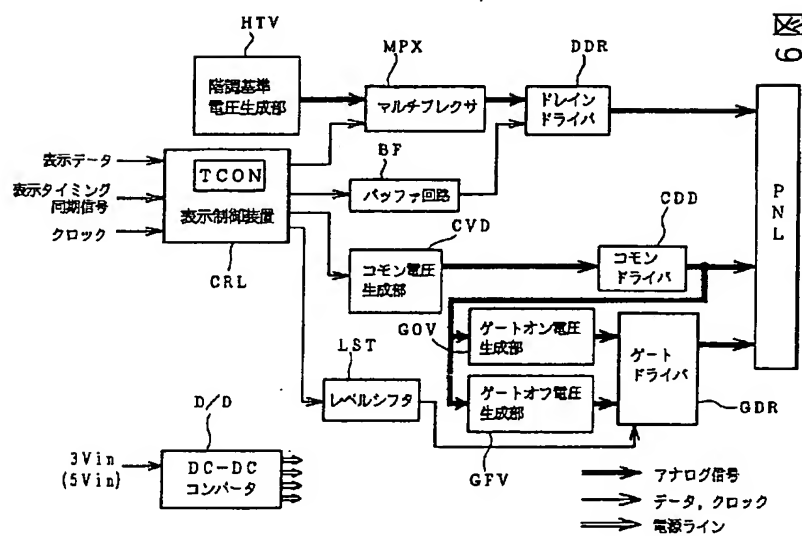 図9
HTV
階調基準
電圧生成部
MPX
マルチプレクサ
DDR
ドレイン
ドライバ
PNL
表示データ
表示タイミング
同期信号
クロック
TCON
表示制御装置
CRL
BF
バッファ回路
CVD
コモン電圧
生成部
CDD
コモン
ドライバ
GOV
ゲートオン電圧
生成部
ゲートオフ電圧
生成部
GFV
ゲート
ドライバ
GDR
LST
レベルシフタ
D/D
3Vin
(5Vin)
DC-DC
コンバータ
アナログ信号
データ,クロック
電源ライン